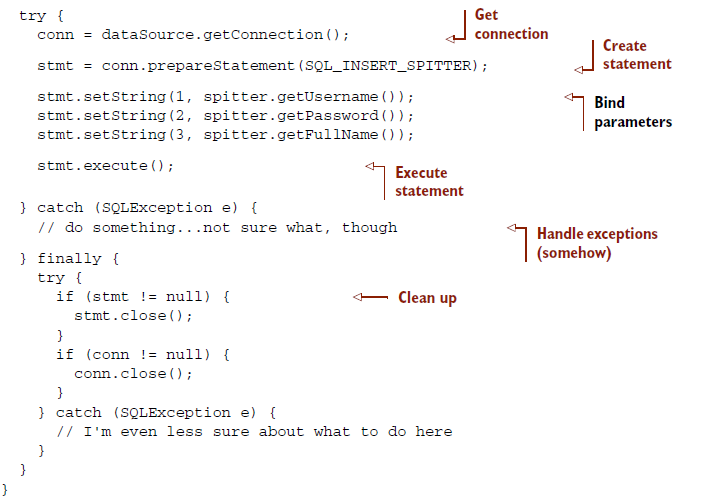 try {
conn = dataSource.getConnection();
Get
connection
stmt = conn.prepareStatement(SQL_INSERT_SPITTER);
Create
statement
stmt.setString(1, spitter.getUsername());
stmt.setString(2, spitter.getPassword());
stmt.setString(3, spitter.getFullName());
Bind
parameters
stmt.execute();
Execute
statement
} catch (SQLException e) {
// do something...not sure what, though
Handle exceptions
(somehow)
} finally {
try {
if (stmt != null) {
Clean up
stmt.close();
}
if (conn != null) {
conn.close();
}
} catch (SQLException e) {
// I'm even less sure about what to do here
}
}
}